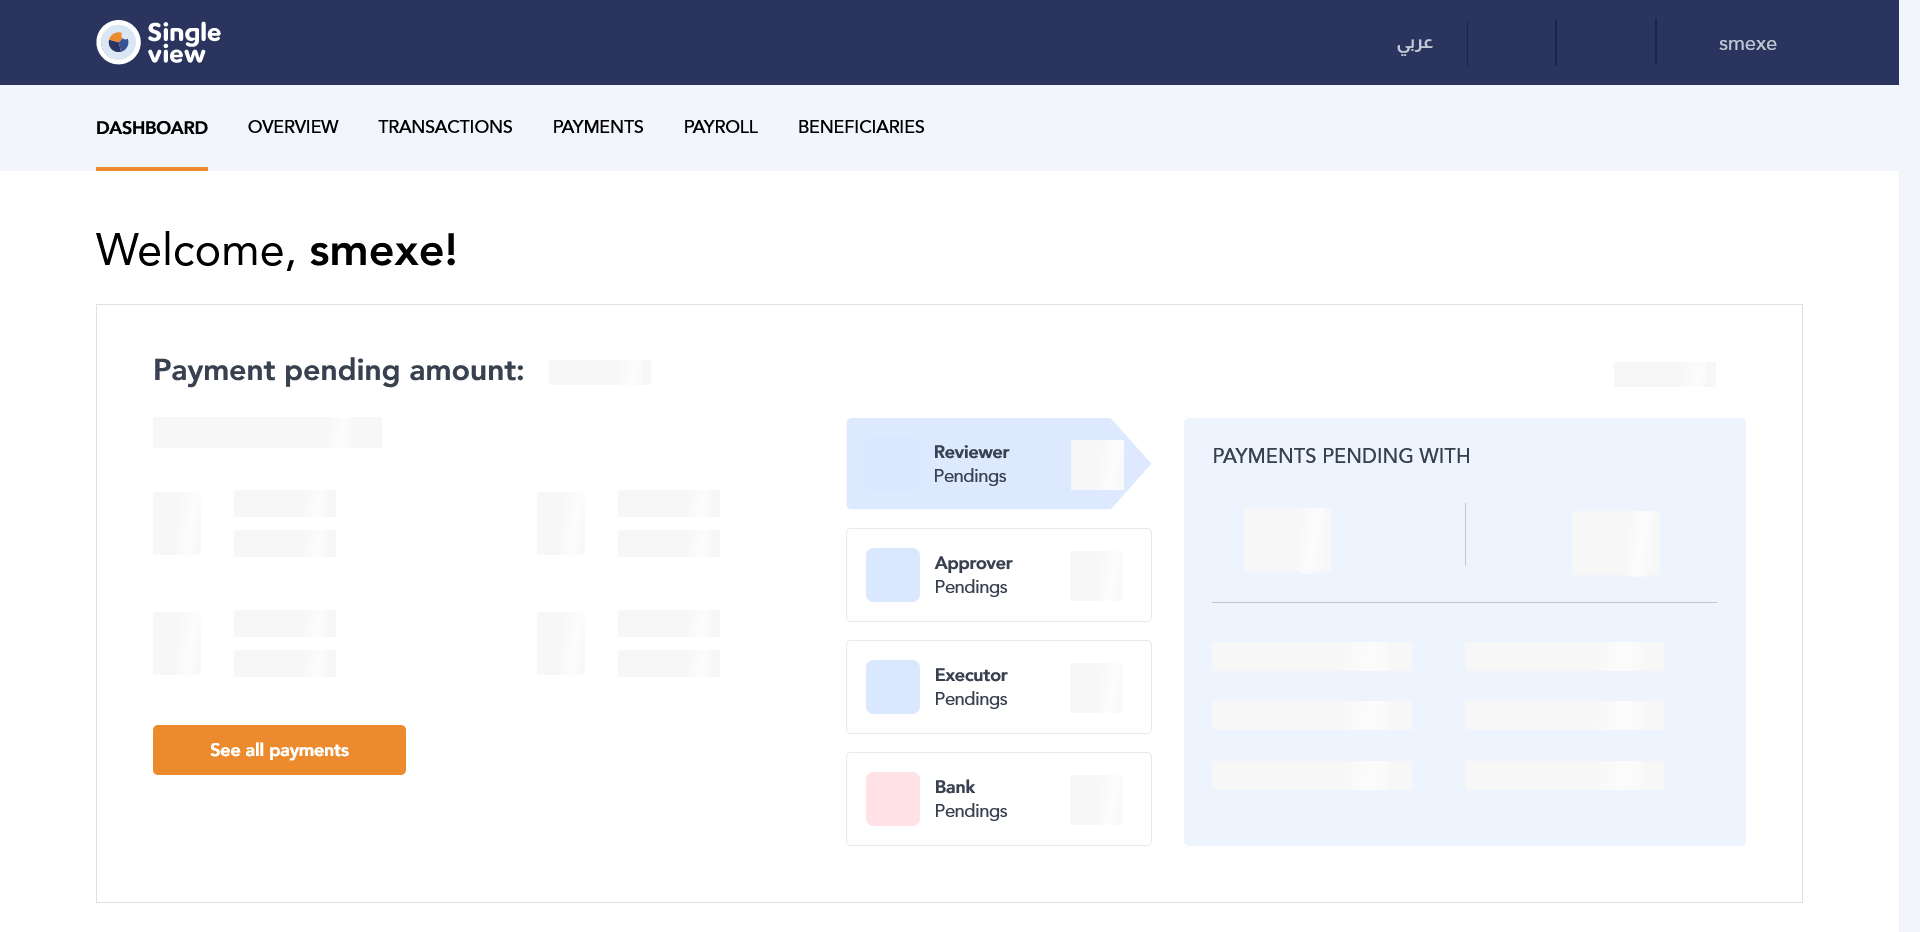 Single
view
عربي
smexe
DASHBOARD
OVERVIEW
TRANSACTIONS
PAYMENTS
PAYROLL
BENEFICIARIES
Welcome, smexe!
Payment pending amount:
See all payments
Reviewer
Pendings
Approver
Pendings
Executor
Pendings
Bank
Pendings
PAYMENTS PENDING WITH